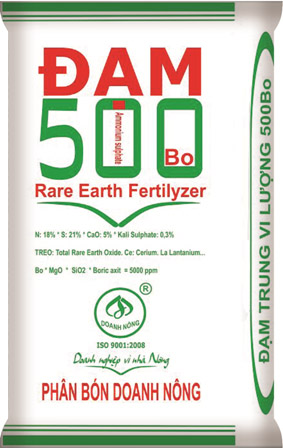 ĐẠM
500
Ammonium sulphate
Bo
Rare Earth Fertilyzer
N: 18% * S: 21% * CaO: 5% * Kali Sulphate: 0,3%
TREO: Total Rare Earth Oxide. Ce: Cerium. La Lantanium...
Bo * MgO * SiO2 * Boric axit = 5000 ppm
®
DOANH NÔNG
ISO 9001:2008
Doanh nghiệp vì nhà Nông
PHÂN BÓN DOANH NÔNG
ĐẠM TRUNG VI LƯỢNG 500Bo